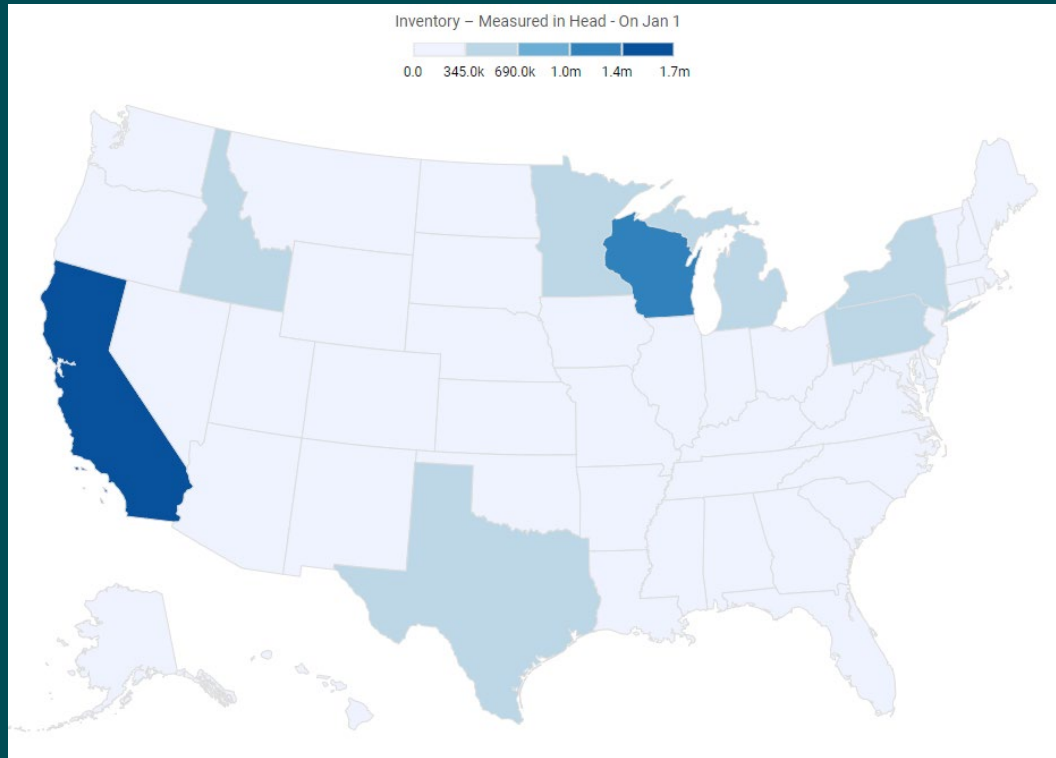 Inventory – Measured in Head - On Jan 1
0.0 345.0k 690.0k 1.0m 1.4m 1.7m